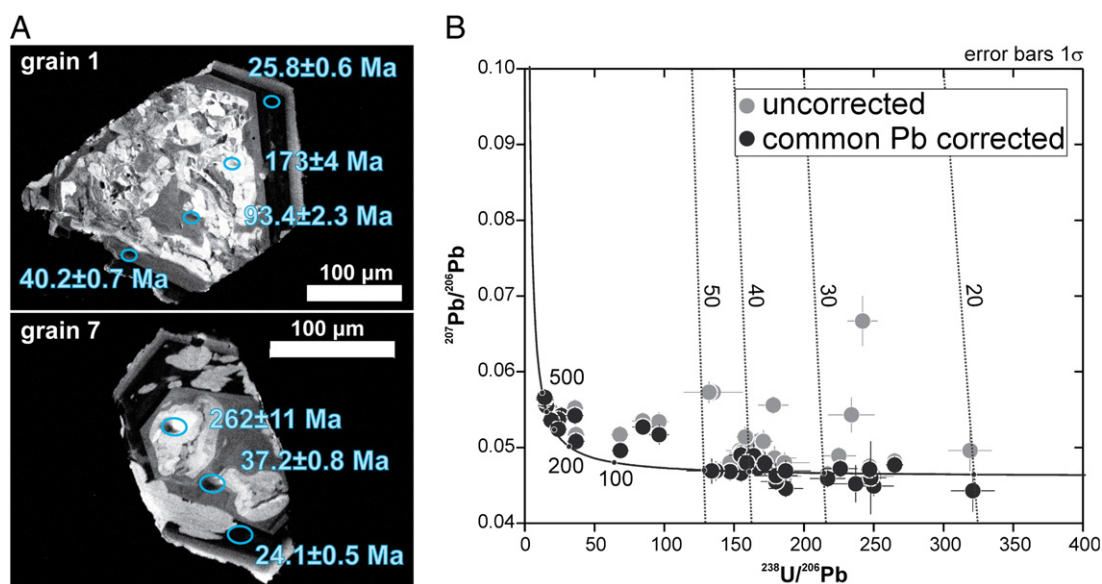 A
grain 1
25.8±0.6 Ma
173±4 Ma
93.4±2.3 Ma
40.2±0.7 Ma
100 µm
grain 7
100 µm
262±11 Ma
37.2±0.8 Ma
24.1±0.5 Ma
B
error bars 1σ
0.10
0.09
0.08
0.07
0.06
0.05
0.04
²⁰⁷Pb/²⁰⁶Pb
uncorrected
common Pb corrected
50
40
30
20
500
200
100
0 50 100 150 200 250 300 350 400
²³⁸U/²⁰⁶Pb